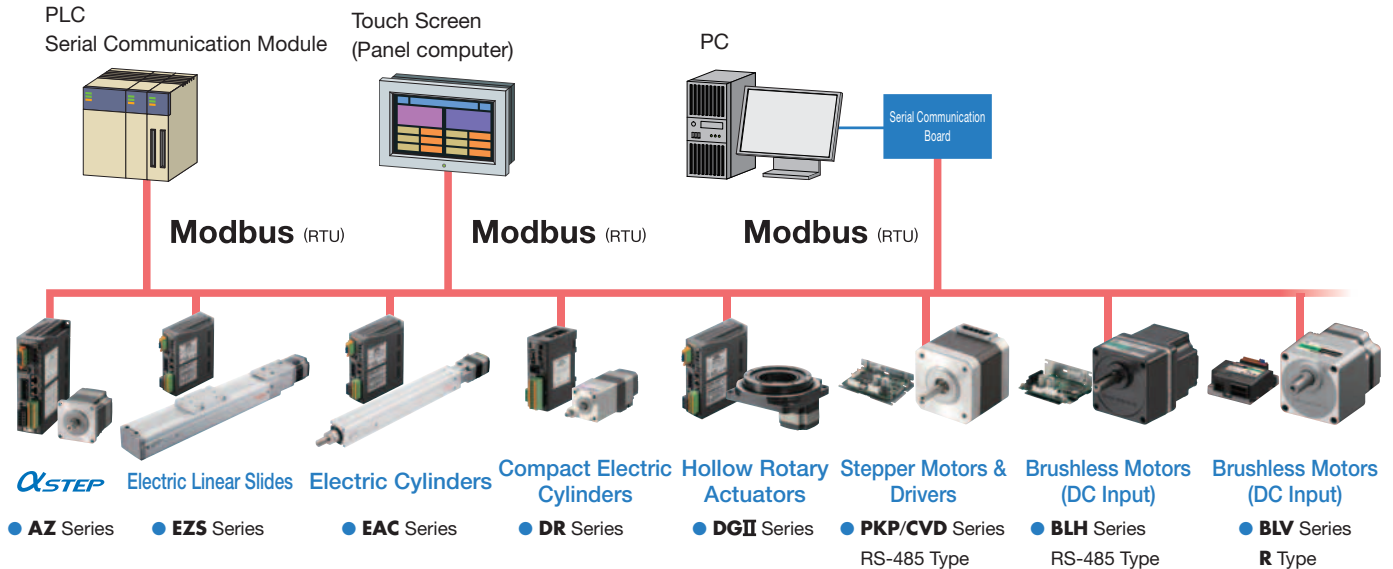 PLC
Serial Communication Module
Touch Screen
(Panel computer)
PC
Serial Communication
Board
Modbus (RTU)
Modbus (RTU)
Modbus (RTU)
αSTEP
AZ Series
Electric Linear Slides
EZS Series
Electric Cylinders
EAC Series
Compact Electric
Cylinders
DR Series
Hollow Rotary
Actuators
DGII Series
Stepper Motors &
Drivers
PKP/CVD Series
RS-485 Type
Brushless Motors
(DC Input)
BLH Series
RS-485 Type
Brushless Motors
(DC Input)
BLV Series
R Type